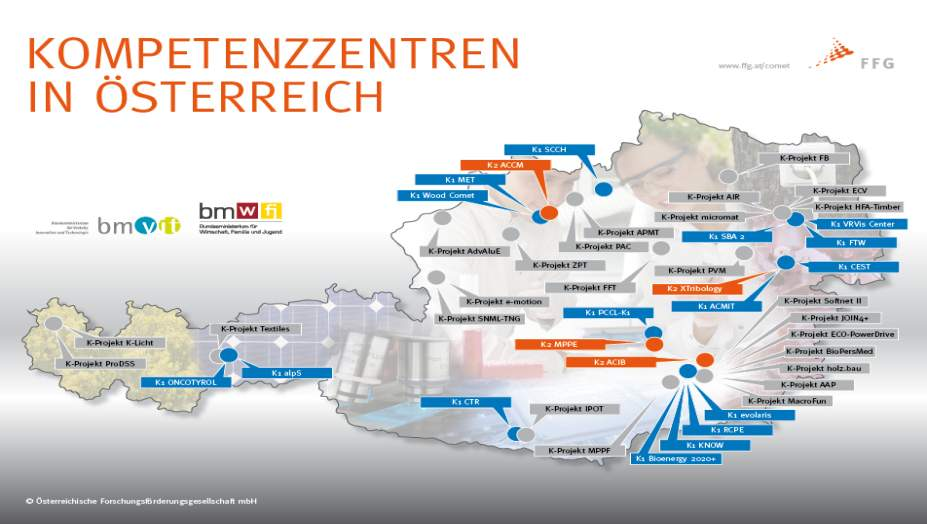 KOMPETENZZENTREN
IN ÖSTERREICH
www.ffg.at/comet
FFG
bmvit
bmwfj
Bundesministerium für
Wirtschaft, Familie und Jugend
K1 SCCH
K2 ACCM
K1 MET
K1 Wood Comet
K-Projekt FB
K-Projekt AIR
K-Projekt ECV
K-Projekt HFA-Timber
K-Projekt micromat
K1 VRVis Center
K1 SBA 2
K1 FTW
K-Projekt APMT
K-Projekt PAC
K-Projekt AdvAluE
K-Projekt ZPT
K1 CEST
K-Projekt PVM
K-Projekt FFT
K2 XTribology
K-Projekt e-motion
K1 ACMIT
K-Projekt Softnet II
K-Projekt SNML-TNG
K1 PCCL-K1
K-Projekt JOIN4+
K-Projekt Textiles
K-Projekt ECO-PowerDrive
K-Projekt K-Licht
K2 MPPE
K-Projekt BioPersMed
K-Projekt ProDSS
K2 ACIB
K-Projekt holz.bau
K1 alpS
K1 ONCOTYROL
K-Projekt AAP
K1 CTR
K-Projekt MacroFun
K-Projekt IPOT
K1 evolaris
K1 RCPE
K1 KNOW
K-Projekt MPPF
K1 Bioenergy 2020+
© Österreichische Forschungsförderungsgesellschaft mbH